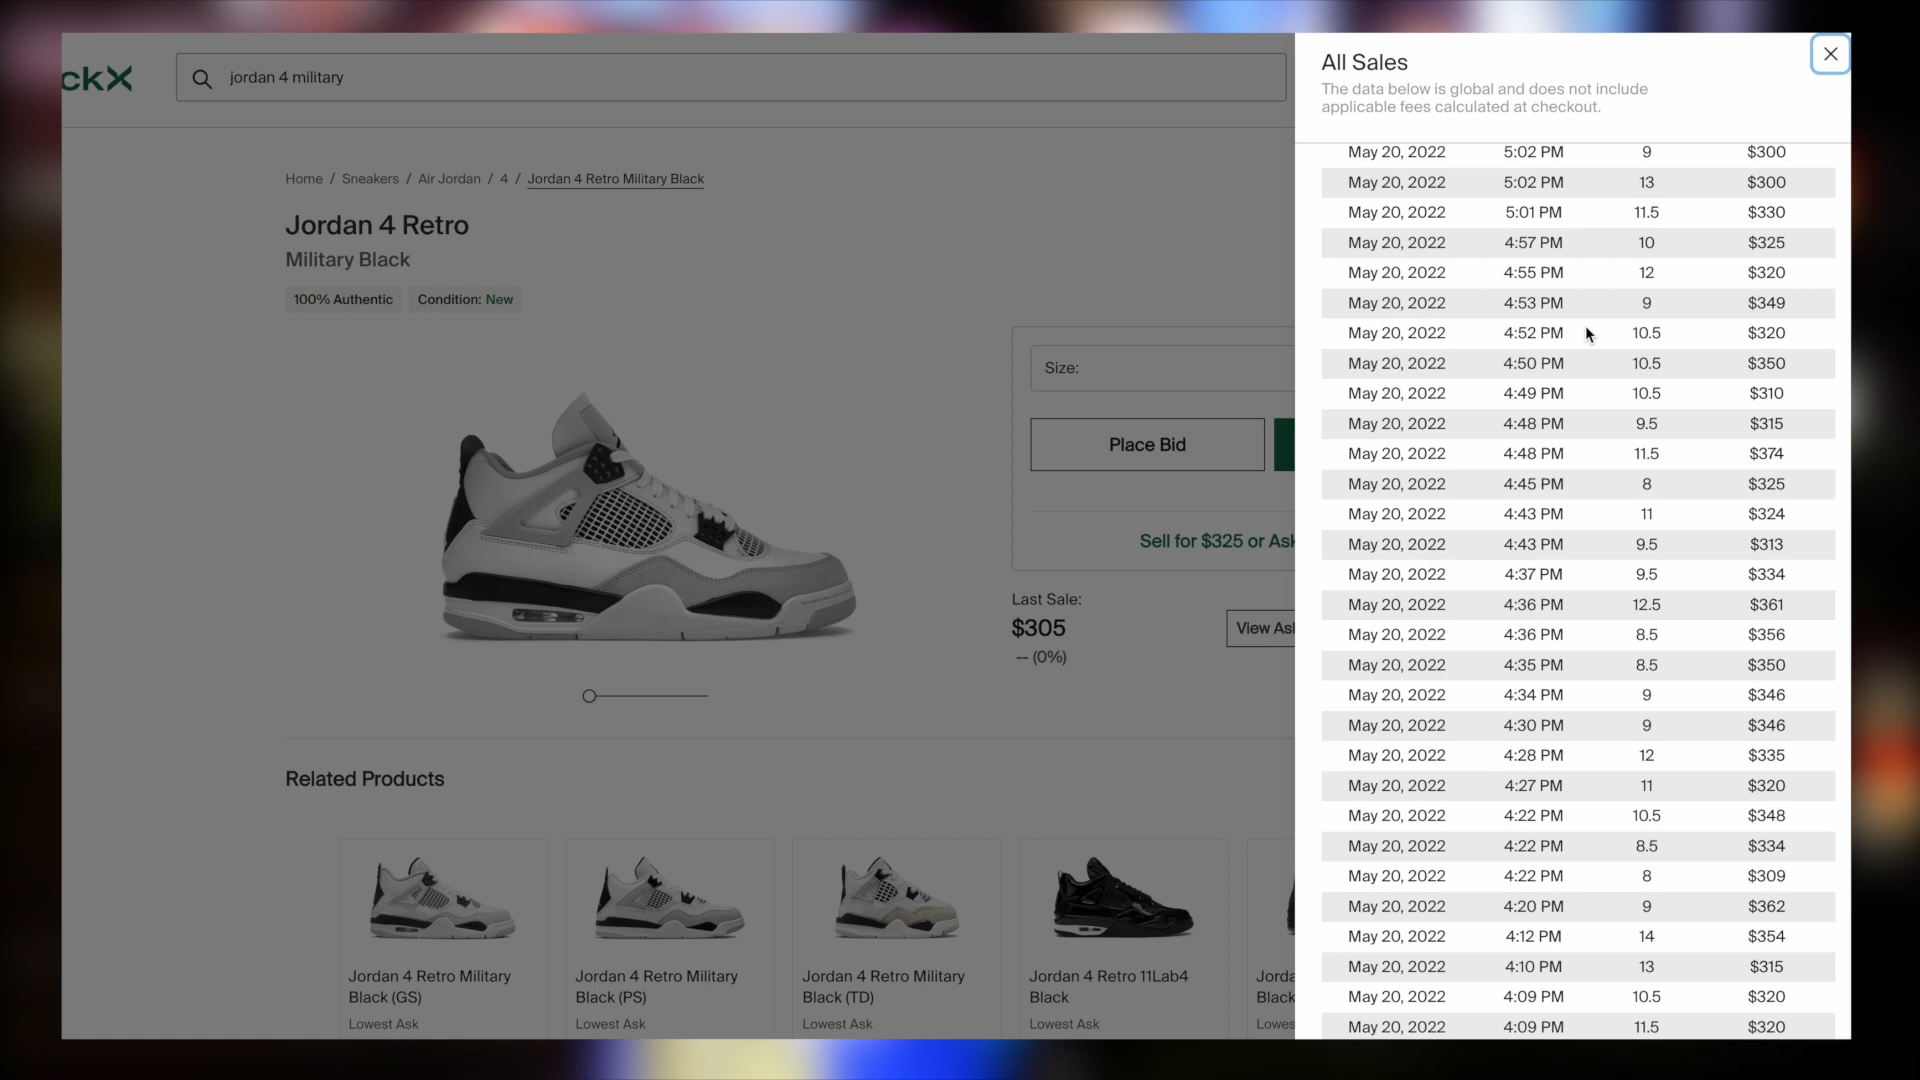 ckX
jordan 4 military
Home / Sneakers / Air Jordan / 4 / Jordan 4 Retro Military Black
Jordan 4 Retro
Military Black
100% Authentic
Condition: New
Size:
Place Bid
Sell for $325 or Ask
Last Sale:
$305
-- (0%)
View Ask
Related Products
Jordan 4 Retro Military
Black (GS)
Lowest Ask
Jordan 4 Retro Military
Black (PS)
Lowest Ask
Jordan 4 Retro Military
Black (TD)
Lowest Ask
Jordan 4 Retro 11Lab4
Black
Lowest Ask
Jorda
Black
Lowes
All Sales
The data below is global and does not include
applicable fees calculated at checkout.
May 20, 2022 5:02 PM 9 $300
May 20, 2022 5:02 PM 13 $300
May 20, 2022 5:01 PM 11.5 $330
May 20, 2022 4:57 PM 10 $325
May 20, 2022 4:55 PM 12 $320
May 20, 2022 4:53 PM 9 $349
May 20, 2022 4:52 PM 10.5 $320
May 20, 2022 4:50 PM 10.5 $350
May 20, 2022 4:49 PM 10.5 $310
May 20, 2022 4:48 PM 9.5 $315
May 20, 2022 4:48 PM 11.5 $374
May 20, 2022 4:45 PM 8 $325
May 20, 2022 4:43 PM 11 $324
May 20, 2022 4:43 PM 9.5 $313
May 20, 2022 4:37 PM 9.5 $334
May 20, 2022 4:36 PM 12.5 $361
May 20, 2022 4:36 PM 8.5 $356
May 20, 2022 4:35 PM 8.5 $350
May 20, 2022 4:34 PM 9 $346
May 20, 2022 4:30 PM 9 $346
May 20, 2022 4:28 PM 12 $335
May 20, 2022 4:27 PM 11 $320
May 20, 2022 4:22 PM 10.5 $348
May 20, 2022 4:22 PM 8.5 $334
May 20, 2022 4:22 PM 8 $309
May 20, 2022 4:20 PM 9 $362
May 20, 2022 4:12 PM 14 $354
May 20, 2022 4:10 PM 13 $315
May 20, 2022 4:09 PM 10.5 $320
May 20, 2022 4:09 PM 11.5 $320